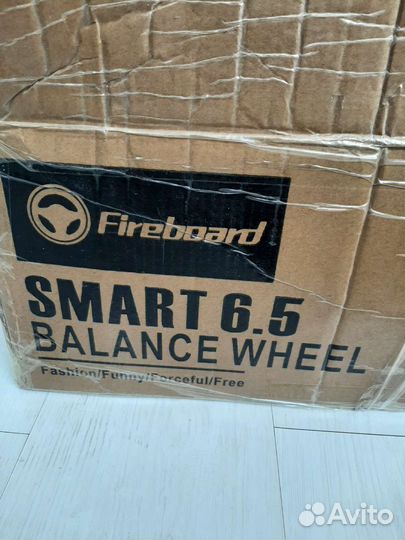 Fireboard
SMART 6.5
BALANCE WHEEL
Fashion/Funny/Forceful/Free
Avito